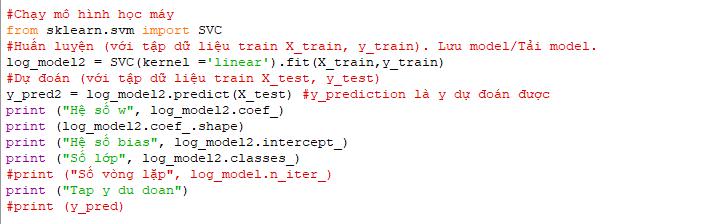 #Chạy mô hình học máy
from sklearn.svm import SVC
#Huấn luyện (với tập dữ liệu train X_train, y_train). Lưu model/Tải model.
log_model2 = SVC(kernel ='linear').fit(X_train,y_train)
#Dự đoán (với tập dữ liệu train X_test, y_test)
y_pred2 = log_model2.predict(X_test) #y_prediction là y dự đoán được
print ("Hệ số w", log_model2.coef_)
print (log_model2.coef_.shape)
print ("Hệ số bias", log_model2.intercept_)
print ("Số lớp", log_model2.classes_)
#print ("Số vòng lặp", log_model.n_iter_)
print ("Tap y du doan")
#print (y_pred)